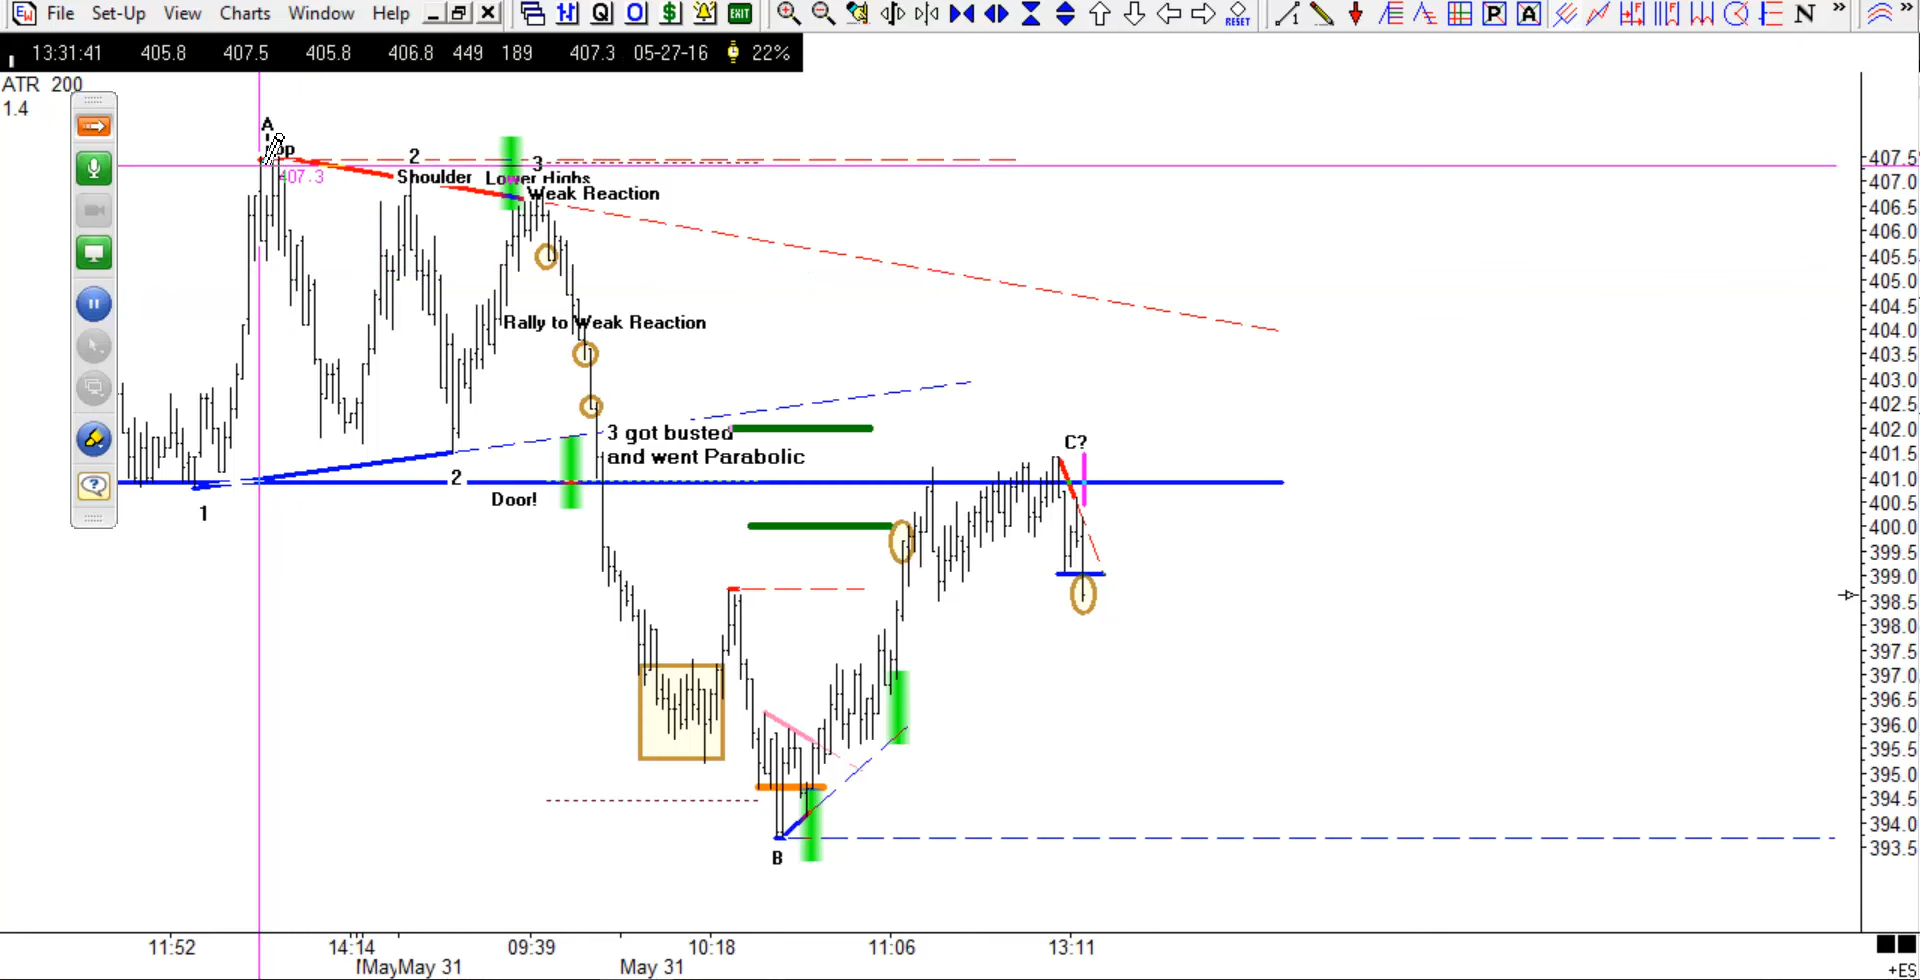 File Set-Up View Charts Window Help
13:31:41 405.8 407.5 405.8 406.8 449 189 407.3 05-27-16 22%
ATR 200
1.4
A
407.3
2
3
Shoulder
Lower Highs
Weak Reaction
Rally to Weak Reaction
3 got busted
and went Parabolic
2
Door!
1
C?
B
407.5
407.0
406.5
406.0
405.5
405.0
404.5
404.0
403.5
403.0
402.5
402.0
401.5
401.0
400.5
400.0
399.5
399.0
398.5
398.0
397.5
397.0
396.5
396.0
395.5
395.0
394.5
394.0
393.5
11:52 14:14 09:39 10:18 11:06 13:11
May 31 May 31
+ES